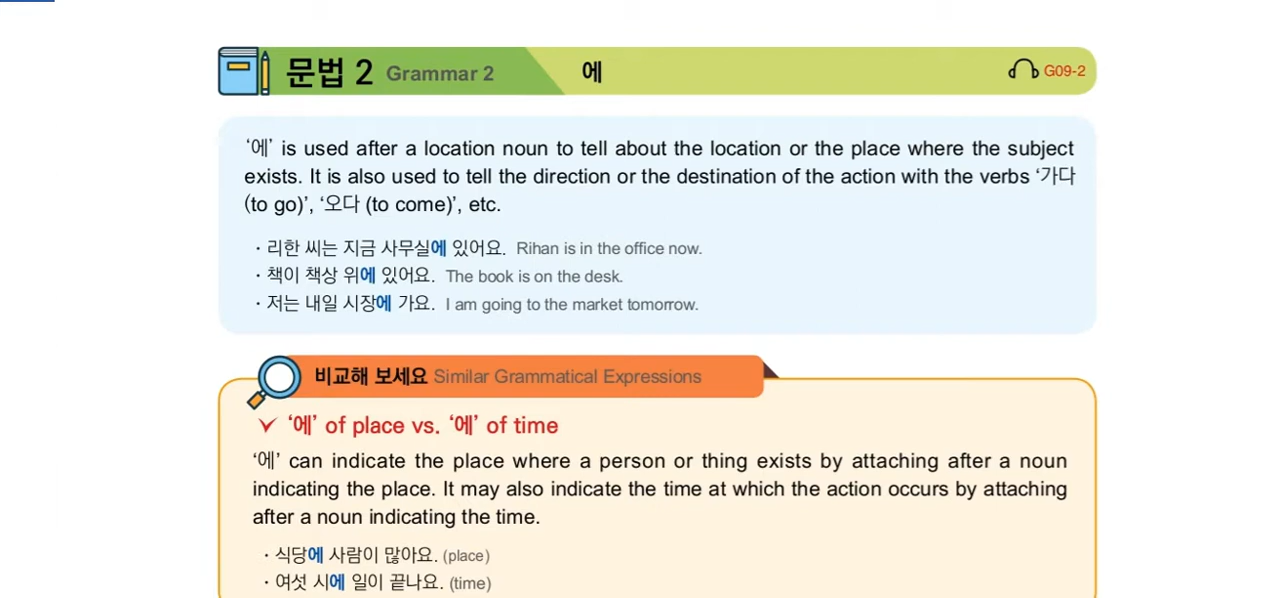 문법 2 Grammar 2 에 G09-2
‘에’ is used after a location noun to tell about the location or the place where the subject
exists. It is also used to tell the direction or the destination of the action with the verbs ‘가다
(to go)’, ‘오다 (to come)’, etc.
· 리한 씨는 지금 사무실에 있어요. Rihan is in the office now.
· 책이 책상 위에 있어요. The book is on the desk.
· 저는 내일 시장에 가요. I am going to the market tomorrow.
비교해 보세요 Similar Grammatical Expressions
‘에’ of place vs. ‘에’ of time
‘에’ can indicate the place where a person or thing exists by attaching after a noun
indicating the place. It may also indicate the time at which the action occurs by attaching
after a noun indicating the time.
· 식당에 사람이 많아요. (place)
· 여섯 시에 일이 끝나요. (time)